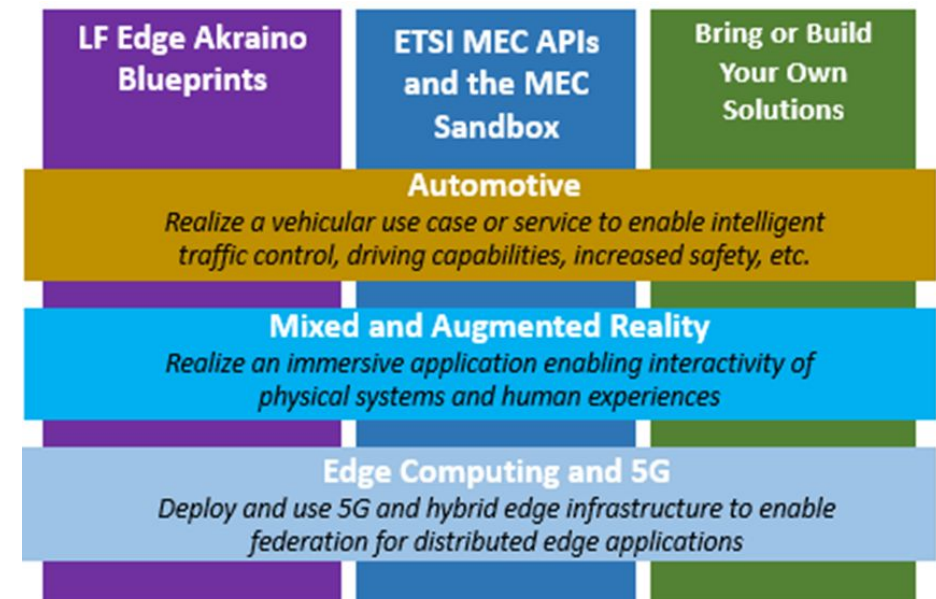 LF Edge Akraino
Blueprints
ETSI MEC APIs
and the MEC
Sandbox
Bring or Build
Your Own
Solutions
Automotive
Realize a vehicular use case or service to enable intelligent
traffic control, driving capabilities, increased safety, etc.
Mixed and Augmented Reality
Realize an immersive application enabling interactivity of
physical systems and human experiences
Edge Computing and 5G
Deploy and use 5G and hybrid edge infrastructure to enable
federation for distributed edge applications